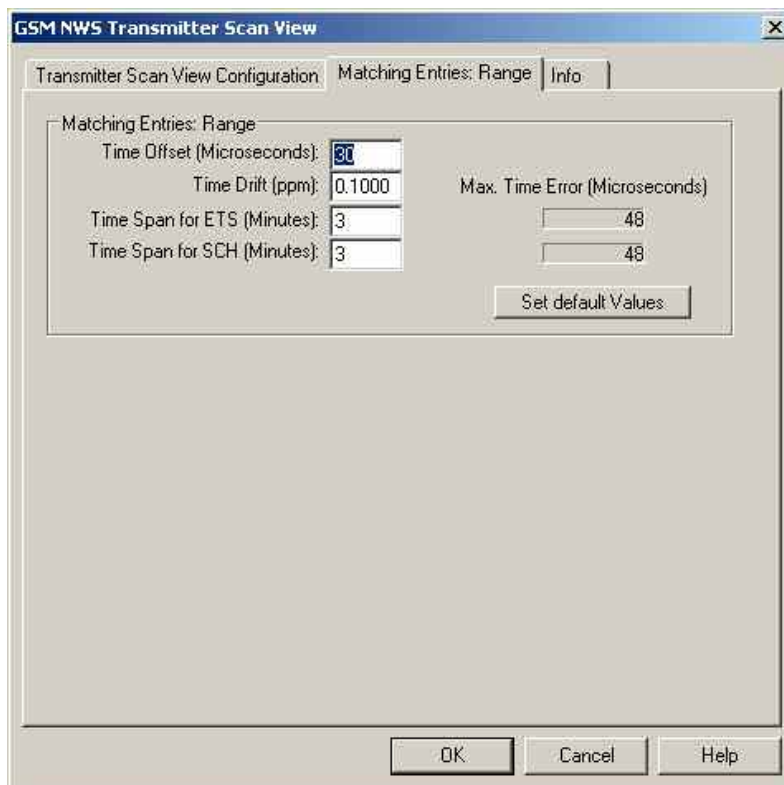 GSM NWS Transmitter Scan View
Transmitter Scan View Configuration Matching Entries: Range Info
Matching Entries: Range
Time Offset (Microseconds): 30
Time Drift (ppm): 0.1000 Max. Time Error (Microseconds)
Time Span for ETS (Minutes): 3 48
Time Span for SCH (Minutes): 3 48
Set default Values
OK Cancel Help